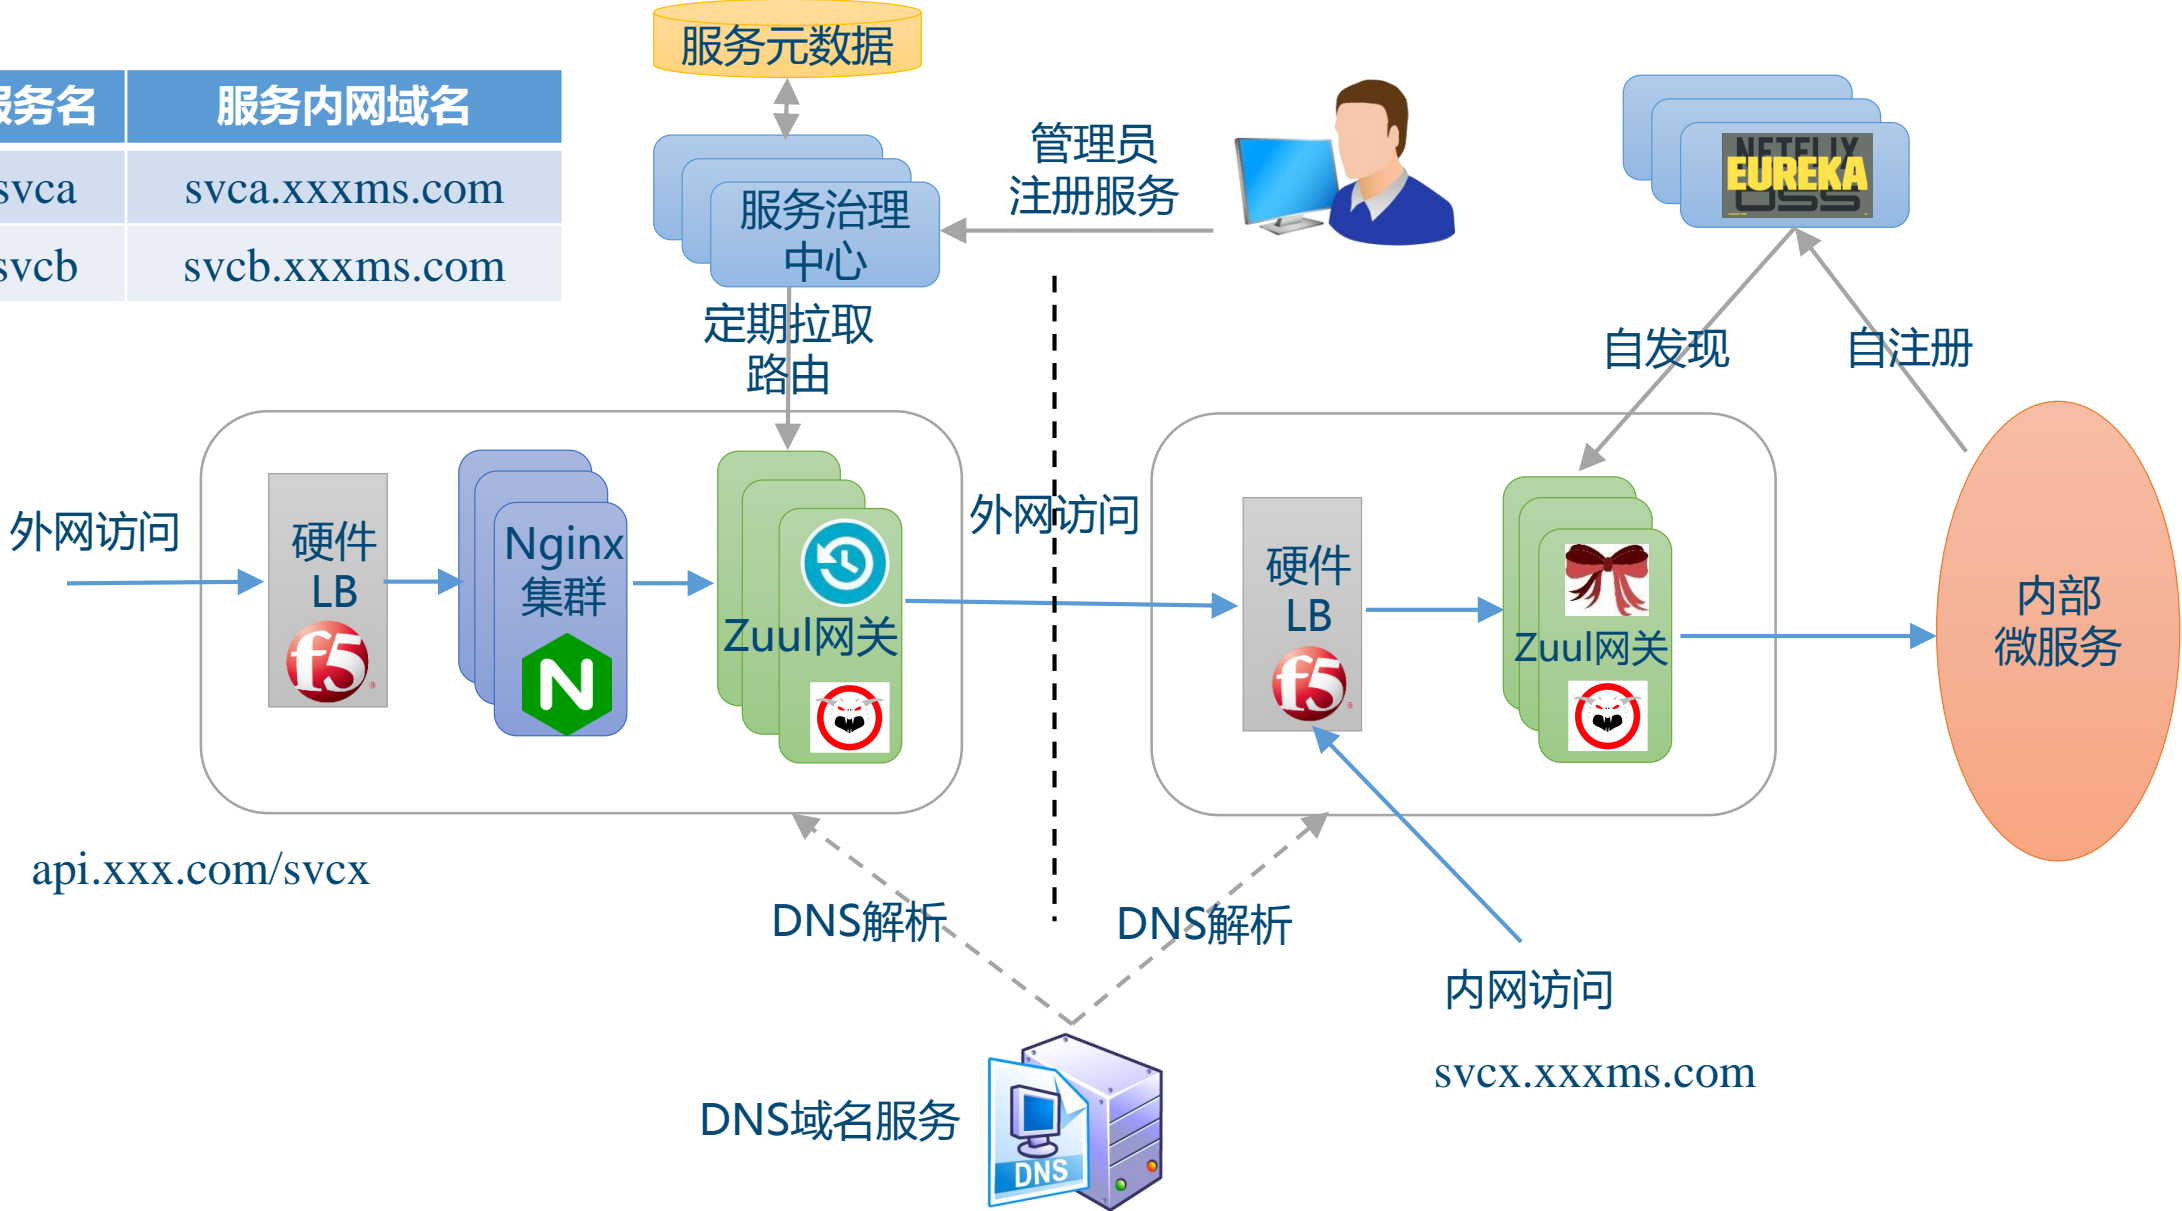 服务元数据
服务名 服务内网域名
svca svca.xxxms.com
svcb svcb.xxxms.com
服务治理
中心
管理员
注册服务
NETFLIX
EUREKA
OSS
定期拉取
路由
自发现
自注册
外网访问
硬件
LB
f5
Nginx
集群
N
Zuul网关
外网访问
硬件
LB
f5
Zuul网关
内部
微服务
api.xxx.com/svcx
DNS解析
DNS解析
内网访问
svcx.xxxms.com
DNS域名服务
DNS